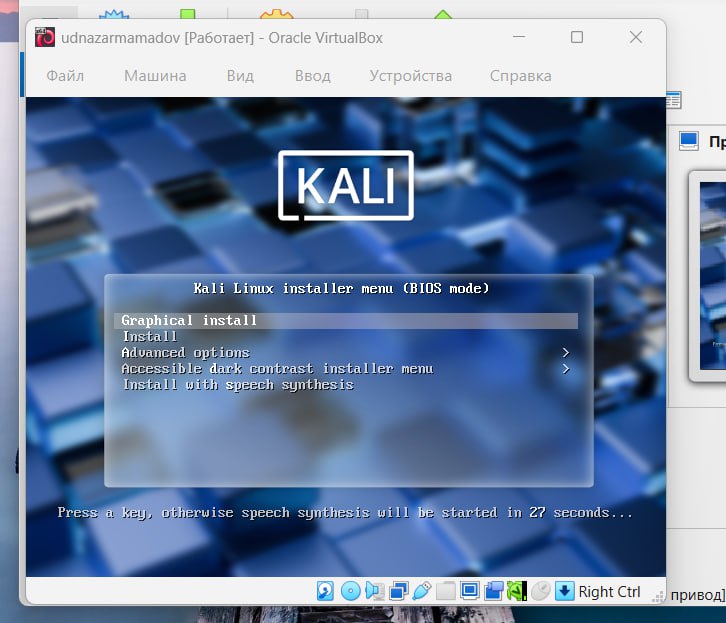 udnazarmamadov [Работает] - Oracle VirtualBox
Файл Машина Вид Ввод Устройства Справка
KALI
Kali Linux installer menu (BIOS mode)
Graphical install
Install
Advanced options >
Accessible dark contrast installer menu >
Install with speech synthesis
Press a key, otherwise speech synthesis will be started in 27 seconds...
Right Ctrl
привод]